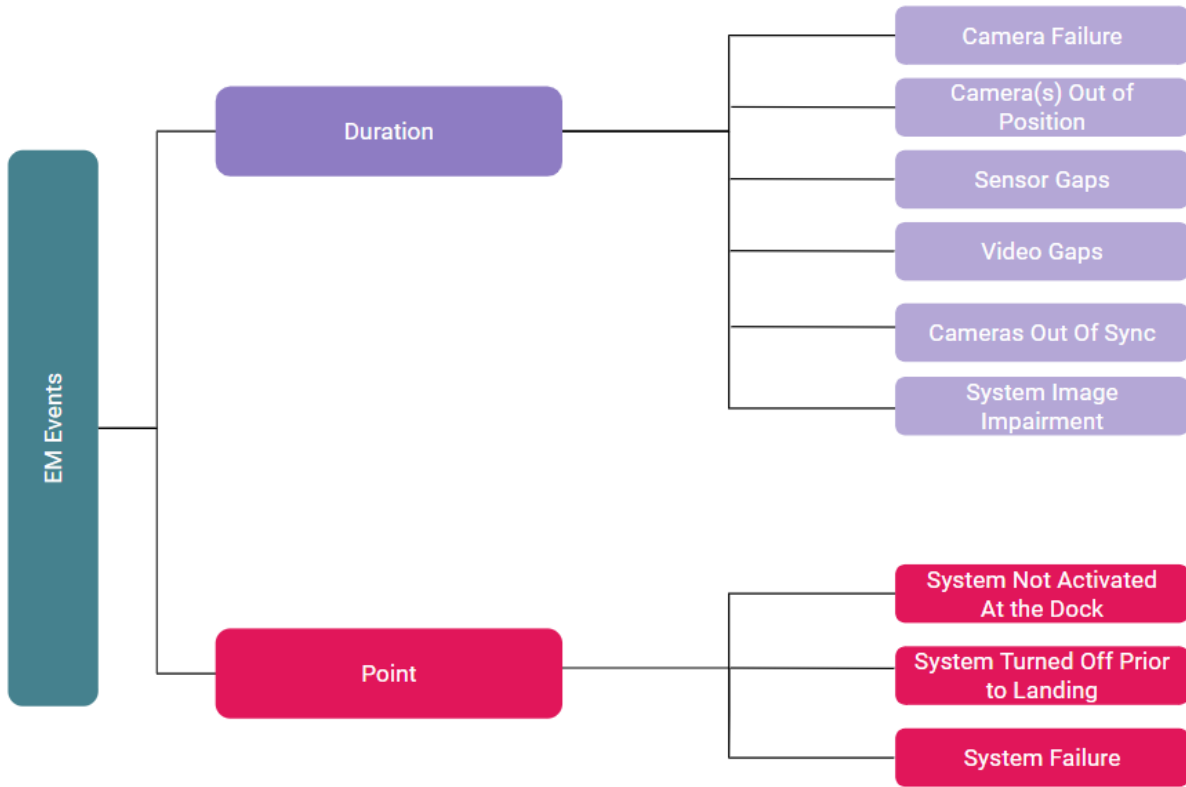 EM Events
Duration
Camera Failure
Camera(s) Out of
Position
Sensor Gaps
Video Gaps
Cameras Out Of Sync
System Image
Impairment
Point
System Not Activated
At the Dock
System Turned Off Prior
to Landing
System Failure